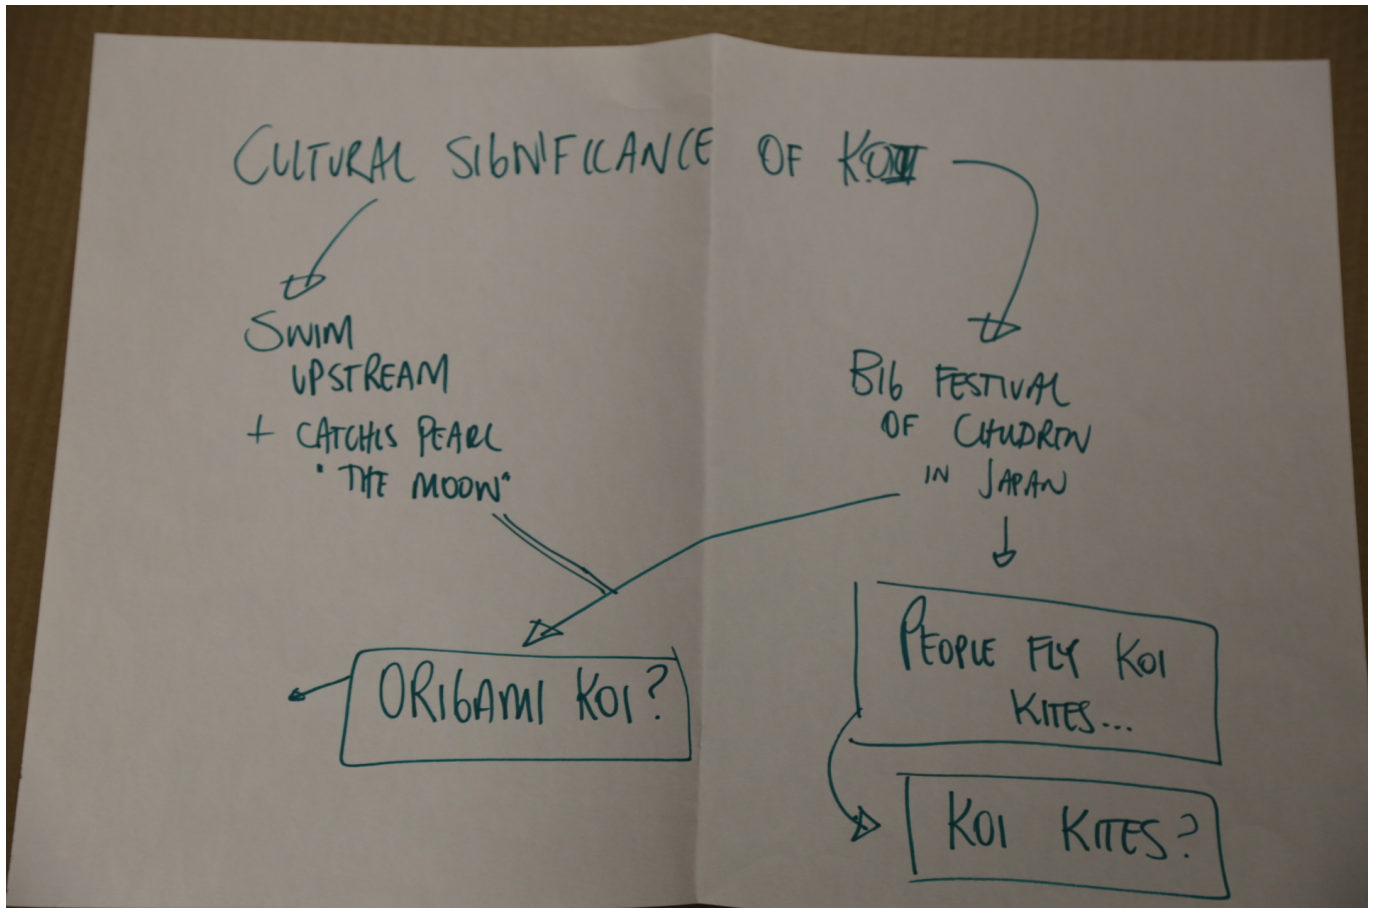 CULTURAL SIGNIFICANCE OF KOI
SWIM
UPSTREAM
+ CATCHES PEARL
"THE MOON"
BIG FESTIVAL
OF CHILDREN
IN JAPAN
ORIGAMI KOI?
PEOPLE FLY KOI
KITES...
KOI KITES?